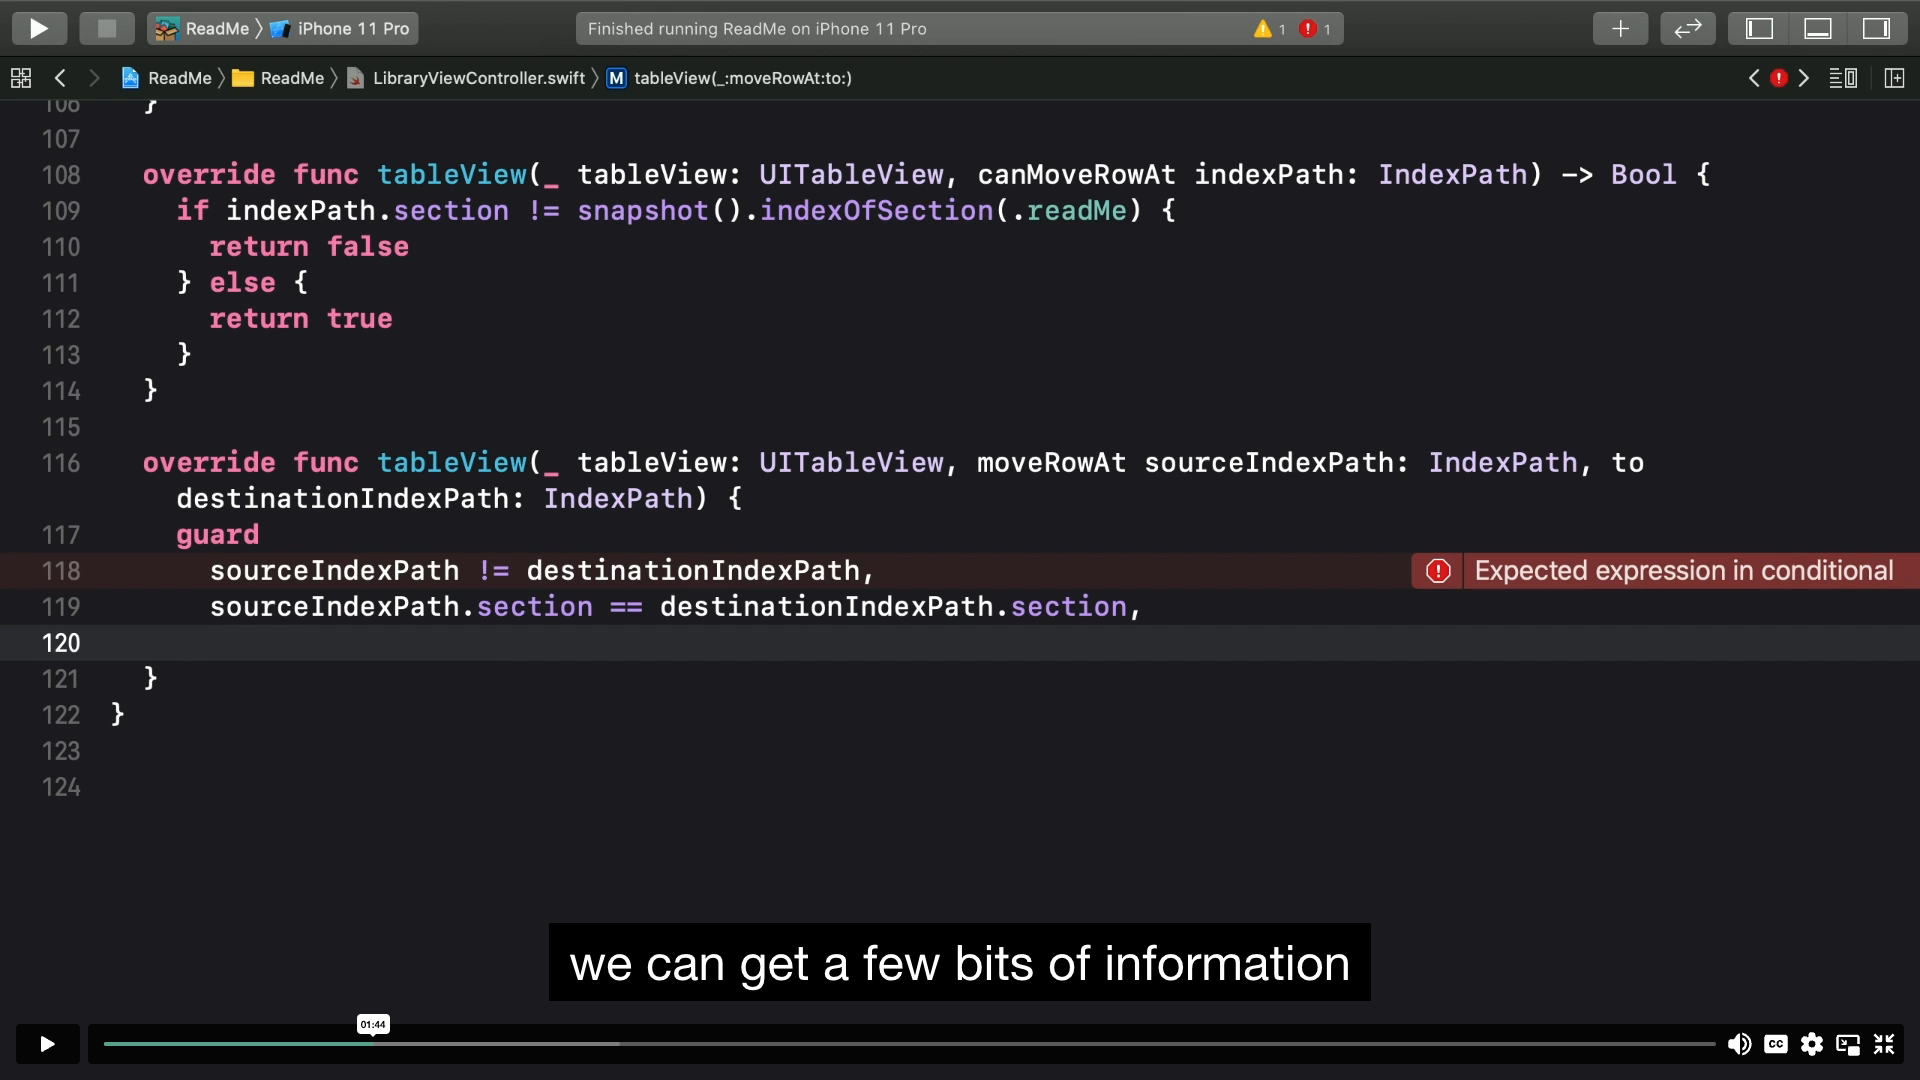 ReadMe iPhone 11 Pro
Finished running ReadMe on iPhone 11 Pro
1 1
ReadMe ReadMe LibraryViewController.swift M tableView(_:moveRowAt:to:)
106 }
107
108 override func tableView(_ tableView: UITableView, canMoveRowAt indexPath: IndexPath) -> Bool {
109 if indexPath.section != snapshot().indexOfSection(.readMe) {
110 return false
111 } else {
112 return true
113 }
114 }
115
116 override func tableView(_ tableView: UITableView, moveRowAt sourceIndexPath: IndexPath, to
destinationIndexPath: IndexPath) {
117 guard
118 sourceIndexPath != destinationIndexPath, Expected expression in conditional
119 sourceIndexPath.section == destinationIndexPath.section,
120
121 }
122 }
123
124
we can get a few bits of information
01:44
CC